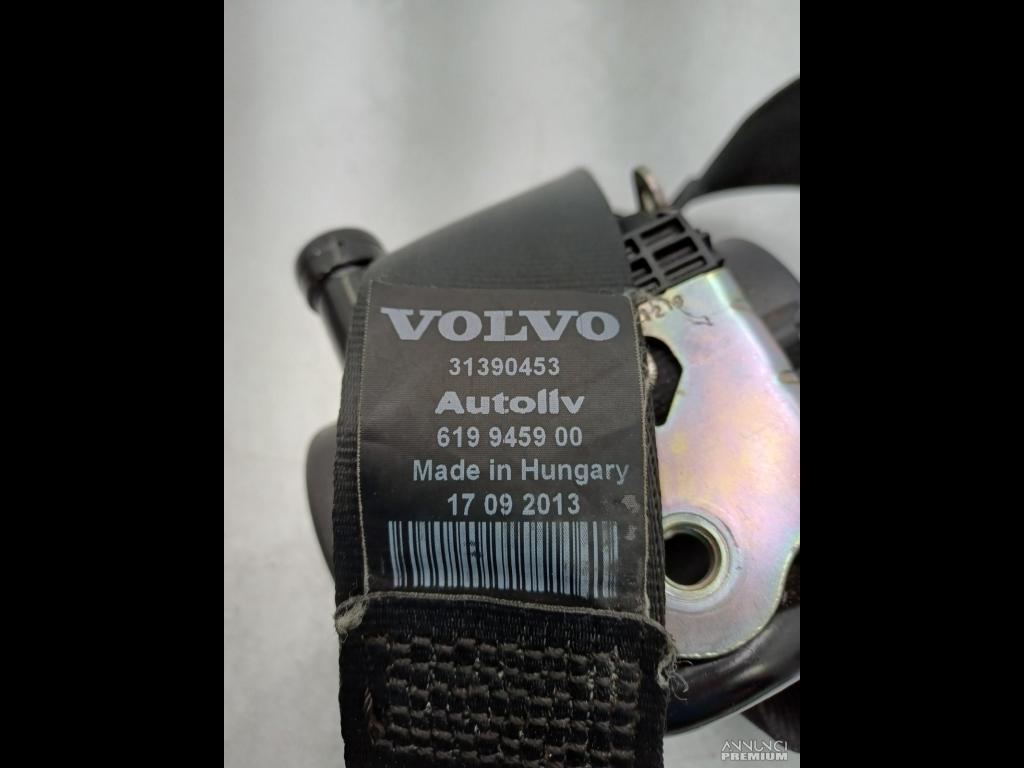 VOLVO
31390453
Autoliv
619 9459 00
Made in Hungary
17 09 2013
ANNUNCI
PREMIUM